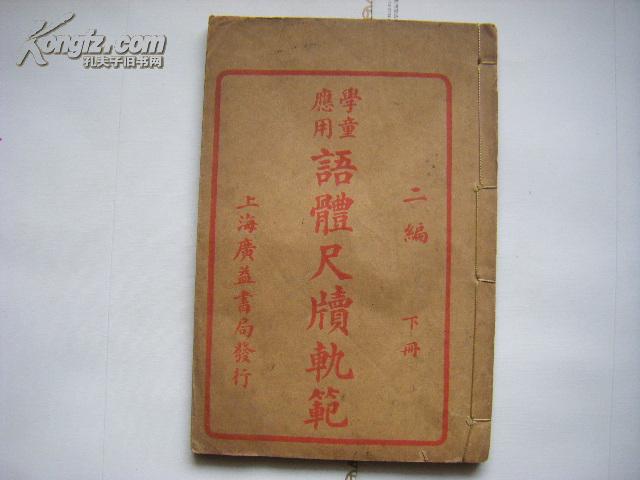 Kongfz.com
孔夫子旧书网
二編 下冊
學童
應用
語體尺牘軌範
上海廣益書局發行